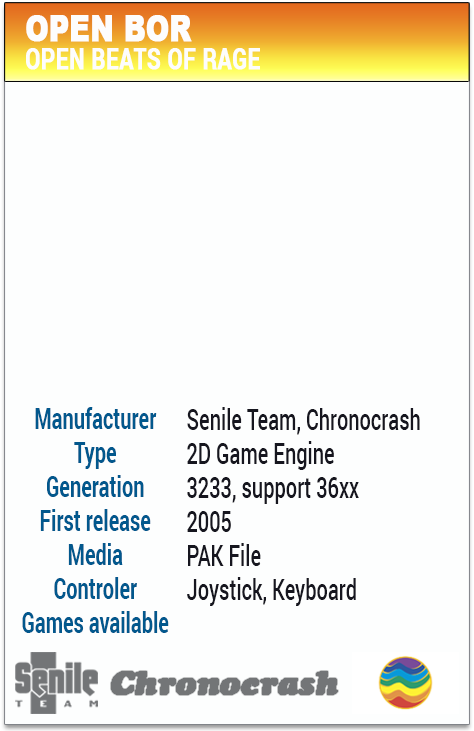 OPEN BOR
OPEN BEATS OF RAGE
Manufacturer Senile Team, Chronocrash
Type 2D Game Engine
Generation 3233, support 36xx
First release 2005
Media PAK File
Controler Joystick, Keyboard
Games available
Senile TEAM Chronocrash